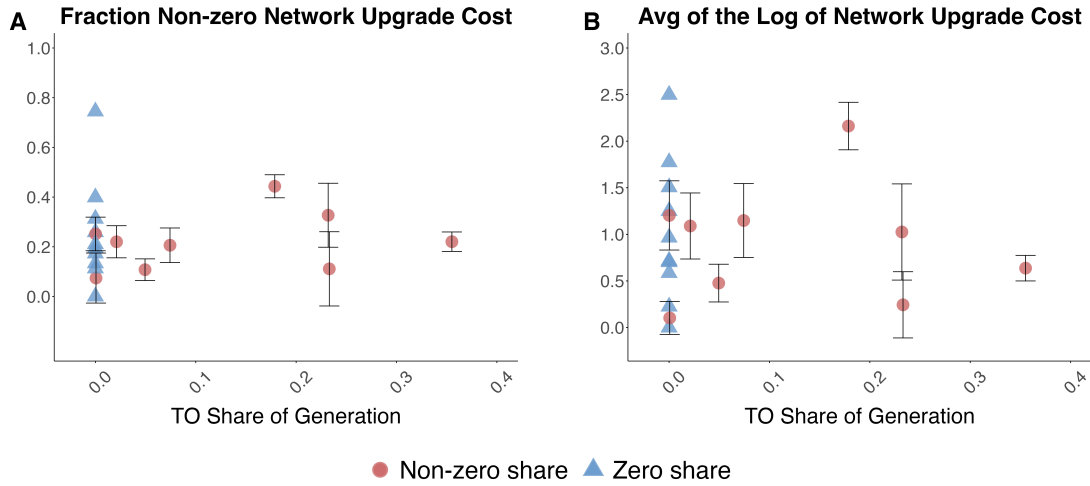 A
Fraction Non-zero Network Upgrade Cost
1.0
0.8
0.6
0.4
0.2
0.0
0.0 0.1 0.2 0.3 0.4
TO Share of Generation
B
Avg of the Log of Network Upgrade Cost
3.0
2.5
2.0
1.5
1.0
0.5
0.0
0.0 0.1 0.2 0.3 0.4
TO Share of Generation
Non-zero share Zero share